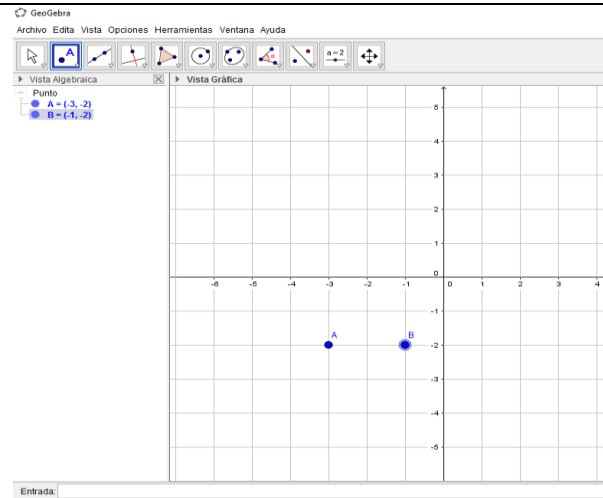 GeoGebra
Archivo Edita Vista Opciones Herramientas Ventana Ayuda
A
a=2
Vista Algebraica
Vista Gráfica
Punto
A = (-3, -2)
B = (-1, -2)
5
4
3
2
1
0
-6 -5 -4 -3 -2 -1 0 1 2 3 4
-1
A B
-2
-3
-4
-5
Entrada: